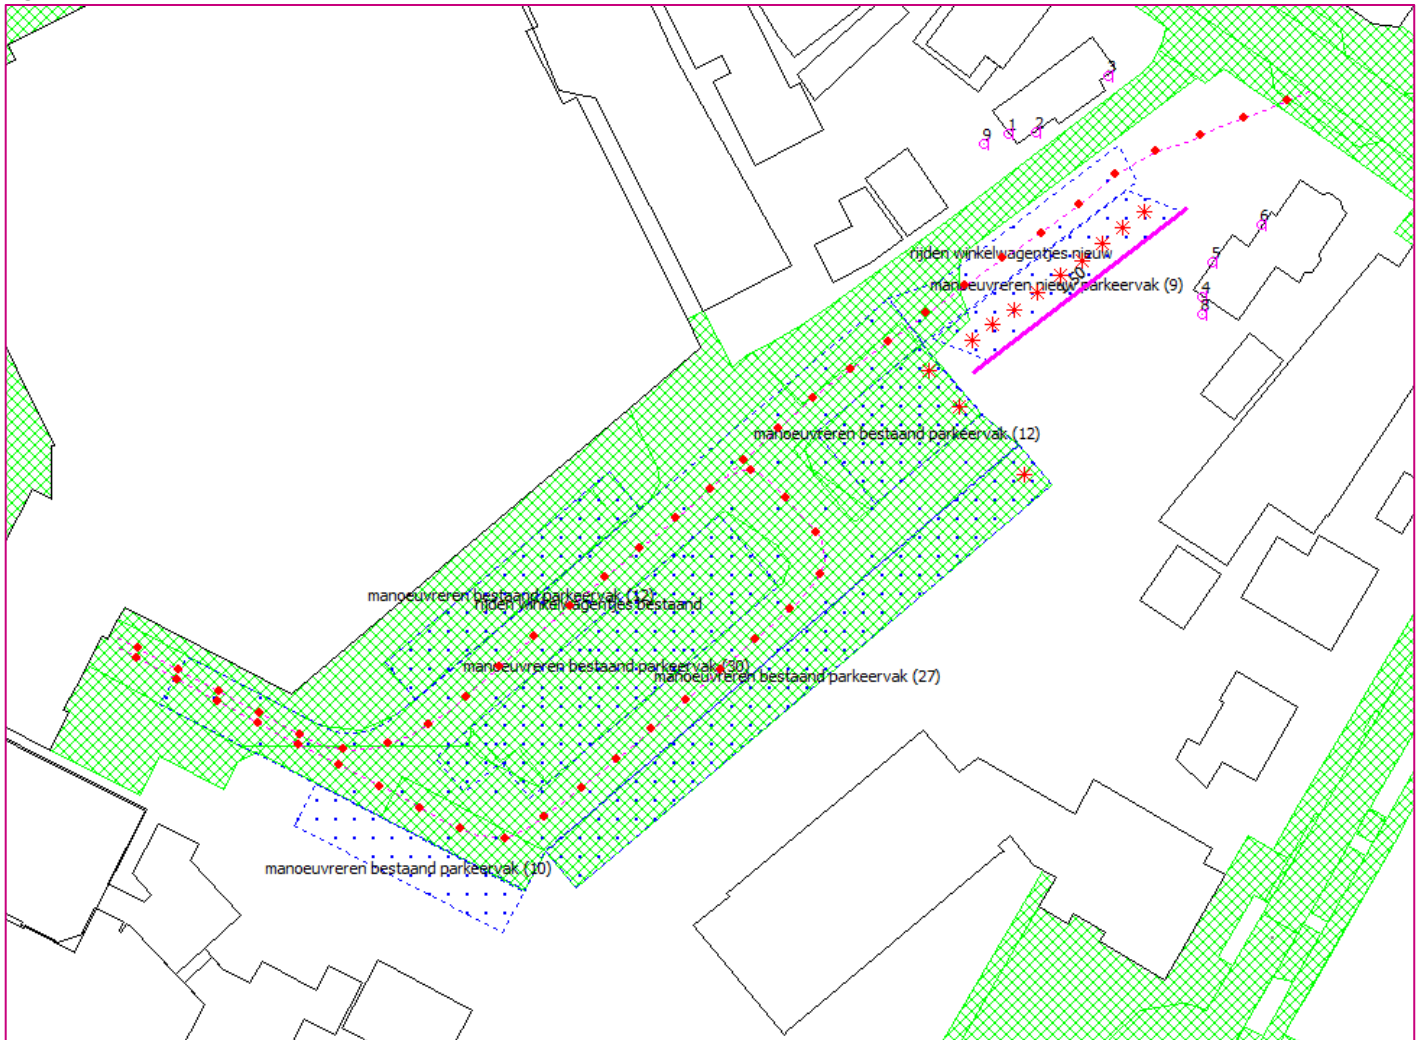 3
1
2
9
6
rijden winkelwagentjes nieuw
5
manoeuvreren nieuw parkeervak (9)
1.50
4
8
manoeuvreren bestaand parkeervak (12)
manoeuvreren bestaand parkeervak (12)
rijden winkelwagentjes bestaand
manoeuvreren bestaand parkeervak (30)
manoeuvreren bestaand parkeervak (27)
manoeuvreren bestaand parkeervak (10)